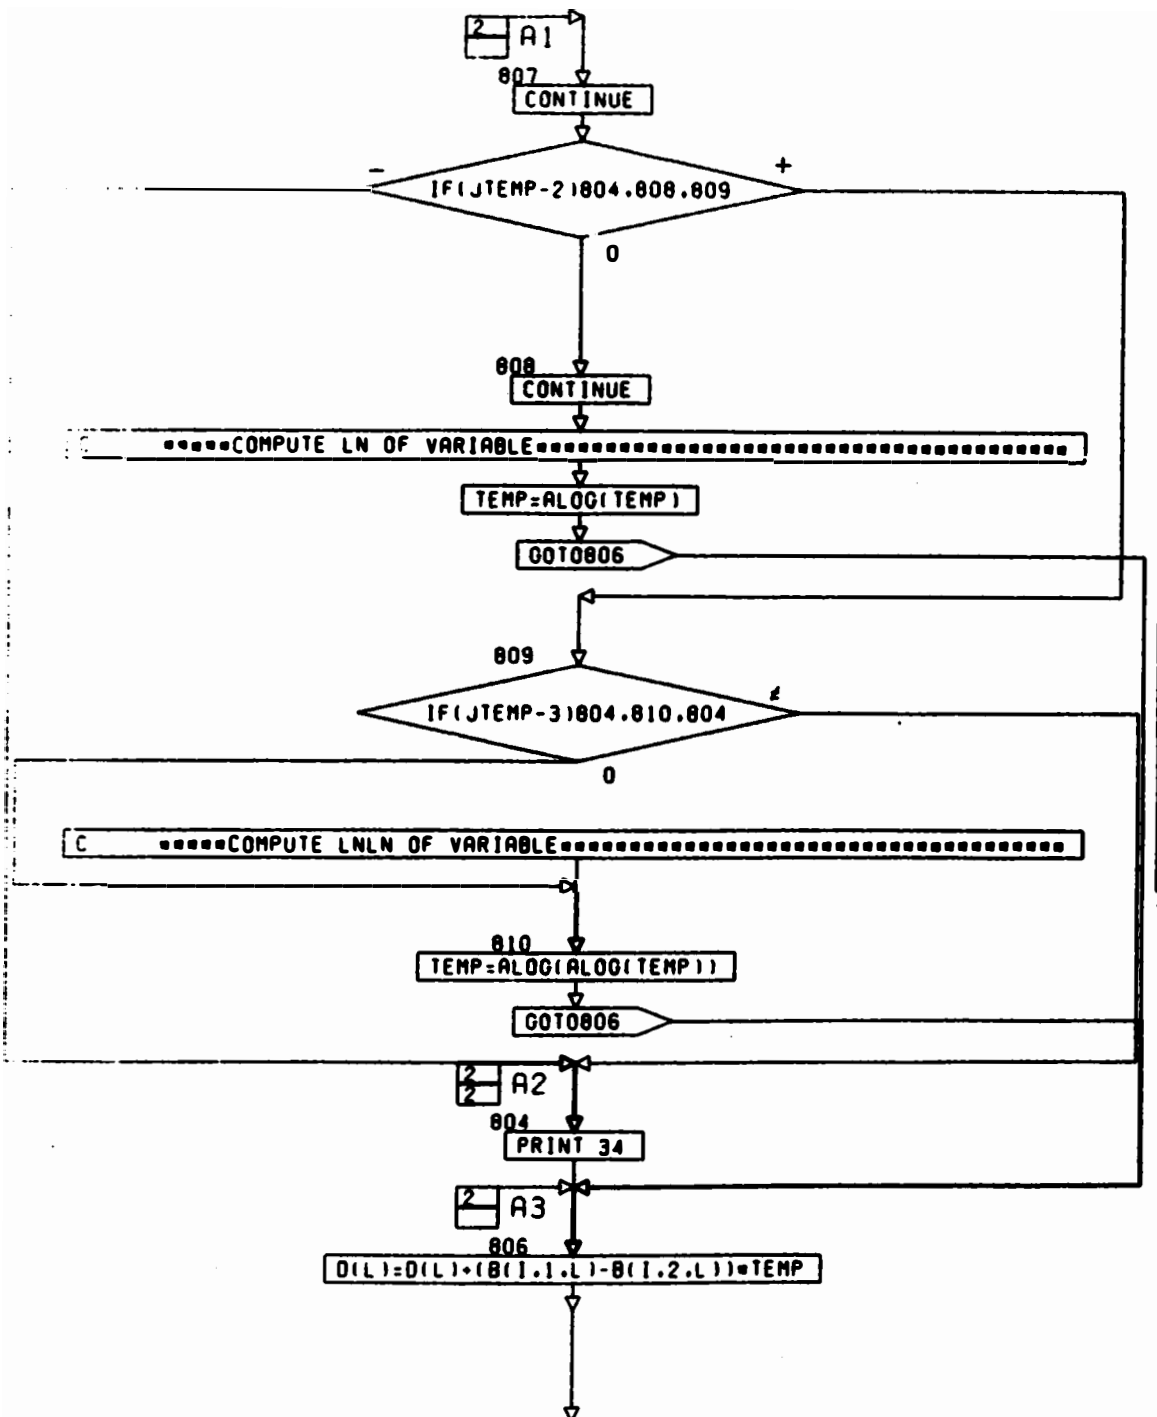 2 A1
807
CONTINUE
- +
IF(JTEMP-2)804.808.809
0
808
CONTINUE
C *****COMPUTE LN OF VARIABLE***************************************
TEMP=ALOG(TEMP)
GOTO806
809
≠
IF(JTEMP-3)804.810.804
0
C *****COMPUTE LNLN OF VARIABLE*************************************
810
TEMP=ALOG(ALOG(TEMP))
GOTO806
2 A2
2
804
PRINT 34
2 A3
806
D(L)=D(L)+(B(I.1.L)-B(I.2.L))*TEMP